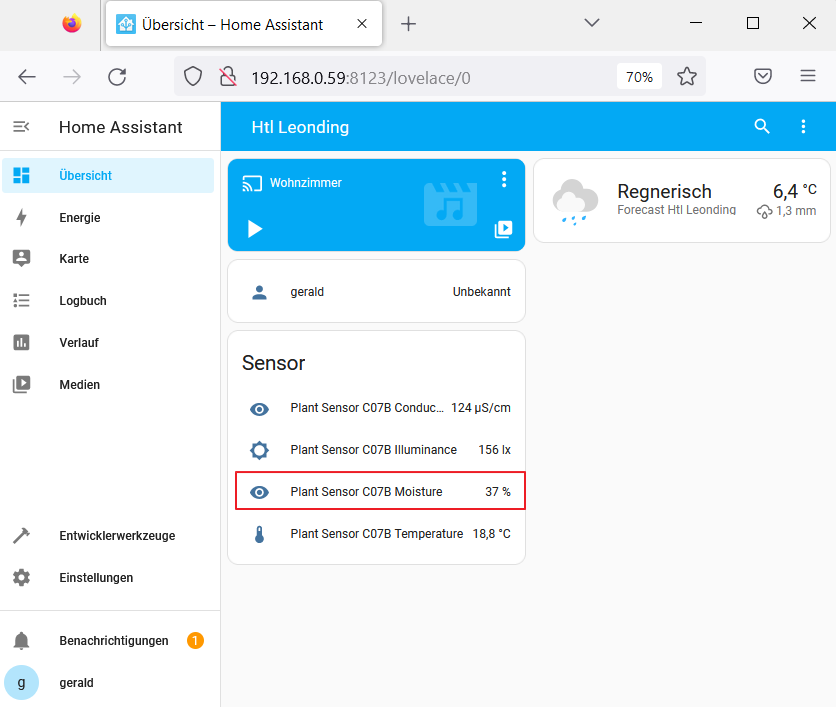 Übersicht – Home Assistant
192.168.0.59:8123/lovelace/0
70%
Home Assistant
Htl Leonding
Übersicht
Energie
Karte
Logbuch
Verlauf
Medien
Entwicklerwerkzeuge
Einstellungen
Benachrichtigungen 1
g gerald
Wohnzimmer
gerald Unbekannt
Sensor
Plant Sensor C07B Conduc... 124 µS/cm
Plant Sensor C07B Illuminance 156 lx
Plant Sensor C07B Moisture 37 %
Plant Sensor C07B Temperature 18,8 °C
Regnerisch 6,4 °C
Forecast Htl Leonding 1,3 mm